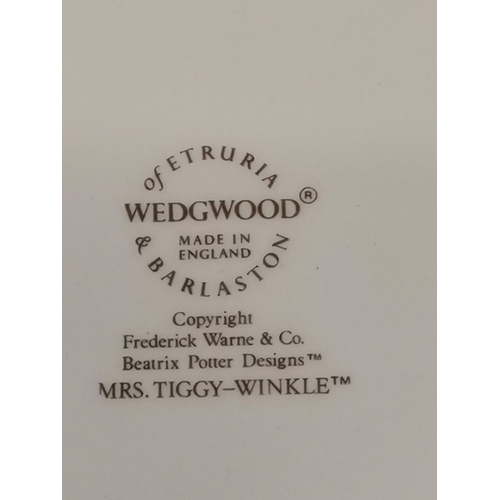 of ETRURIA
WEDGWOOD®
MADE IN
ENGLAND
& BARLASTON
Copyright
Frederick Warne & Co.
Beatrix Potter Designs™
MRS. TIGGY–WINKLE™